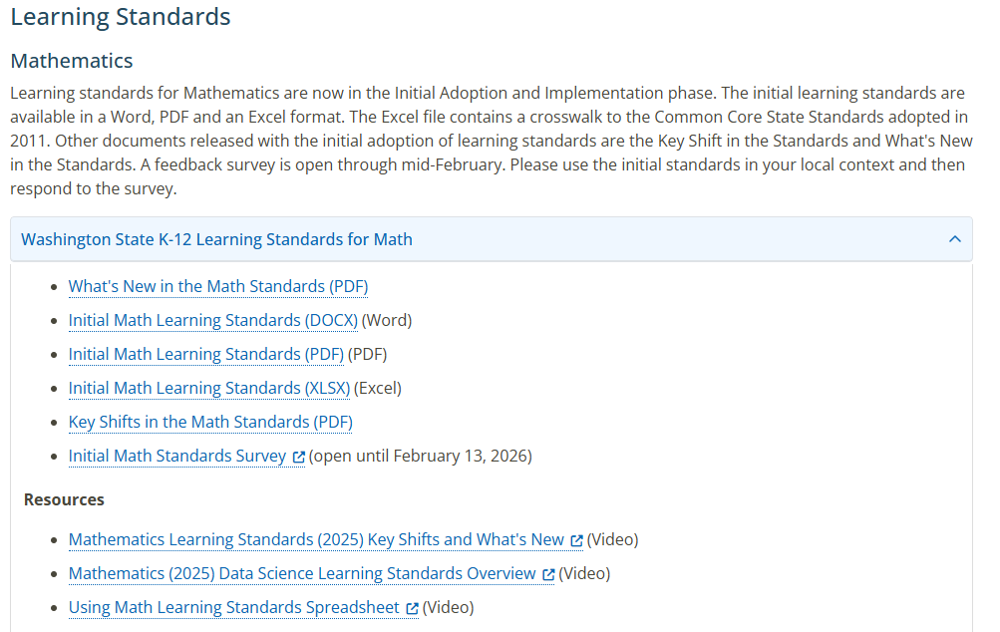 Learning Standards
Mathematics
Learning standards for Mathematics are now in the Initial Adoption and Implementation phase. The initial learning standards are
available in a Word, PDF and an Excel format. The Excel file contains a crosswalk to the Common Core State Standards adopted in
2011. Other documents released with the initial adoption of learning standards are the Key Shift in the Standards and What's New
in the Standards. A feedback survey is open through mid-February. Please use the initial standards in your local context and then
respond to the survey.
Washington State K-12 Learning Standards for Math
• What's New in the Math Standards (PDF)
• Initial Math Learning Standards (DOCX) (Word)
• Initial Math Learning Standards (PDF) (PDF)
• Initial Math Learning Standards (XLSX) (Excel)
• Key Shifts in the Math Standards (PDF)
• Initial Math Standards Survey (open until February 13, 2026)
Resources
• Mathematics Learning Standards (2025) Key Shifts and What's New (Video)
• Mathematics (2025) Data Science Learning Standards Overview (Video)
• Using Math Learning Standards Spreadsheet (Video)